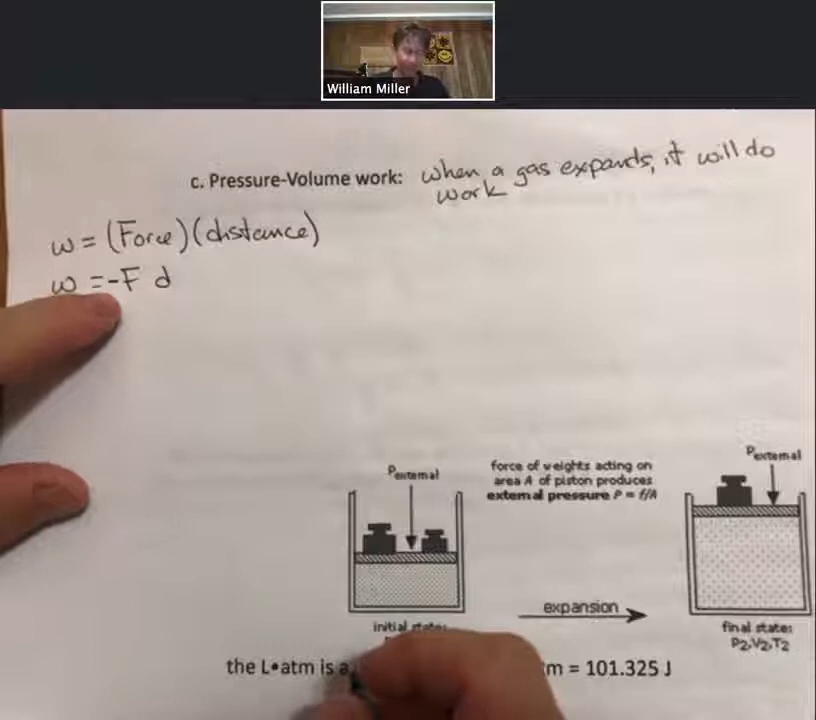 William Miller
c. Pressure-Volume work: when a gas expands, it will do
work
w = (Force)(distance)
w = -F d
Pexternal
force of weights acting on
area A of piston produces
external pressure P = f/A
Pexternal
expansion
initial state:
final state:
P2,V2,T2
the L•atm is a
m = 101.325 J